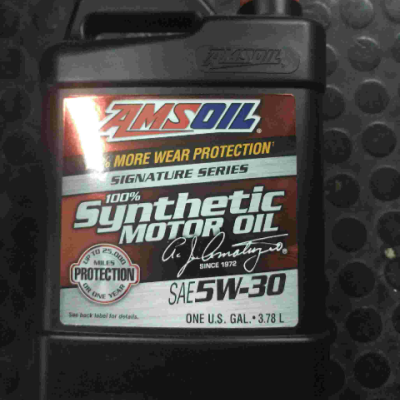 AMSOIL
AMSOIL®
% MORE WEAR PROTECTION†
SIGNATURE SERIES
100%
Synthetic
MOTOR OIL
SINCE 1972
UP TO 25,000
MILES
PROTECTION
OR ONE YEAR
SAE 5W-30
See back label for details.
ONE U.S. GAL. • 3.78 L